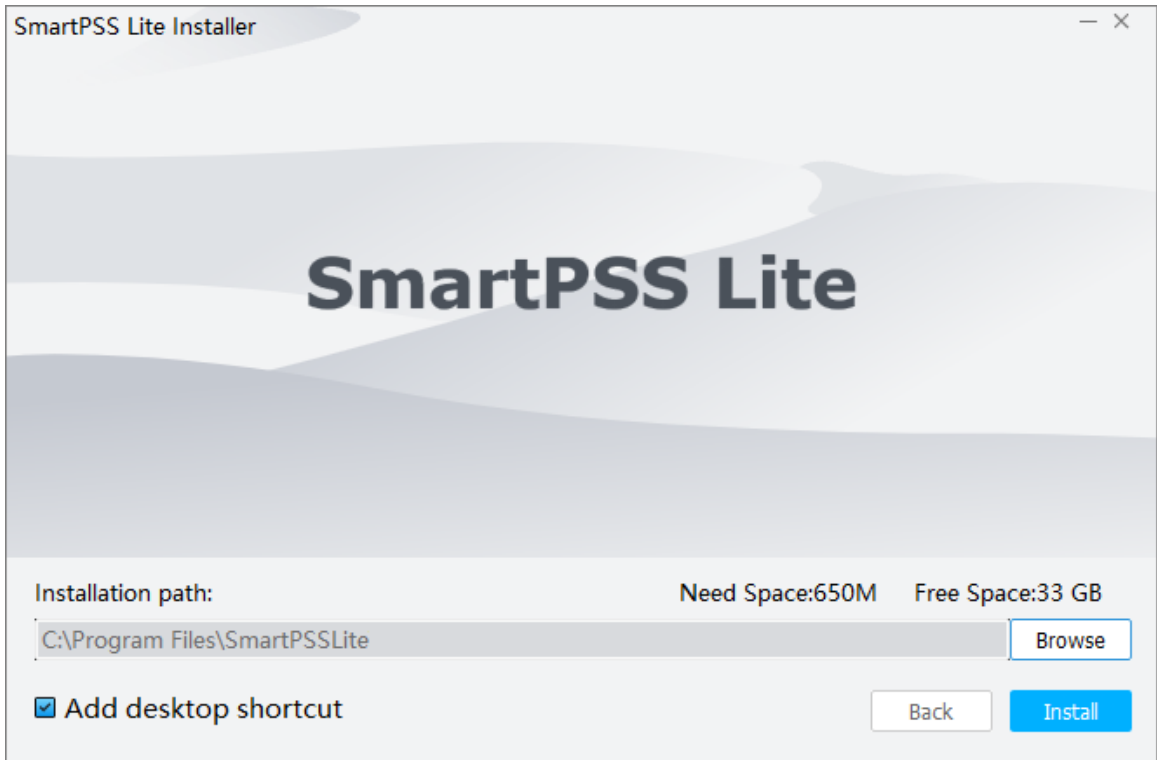 SmartPSS Lite Installer
SmartPSS Lite
Installation path:
Need Space:650M Free Space:33 GB
C:\Program Files\SmartPSSLite
Browse
Add desktop shortcut
Back
Install